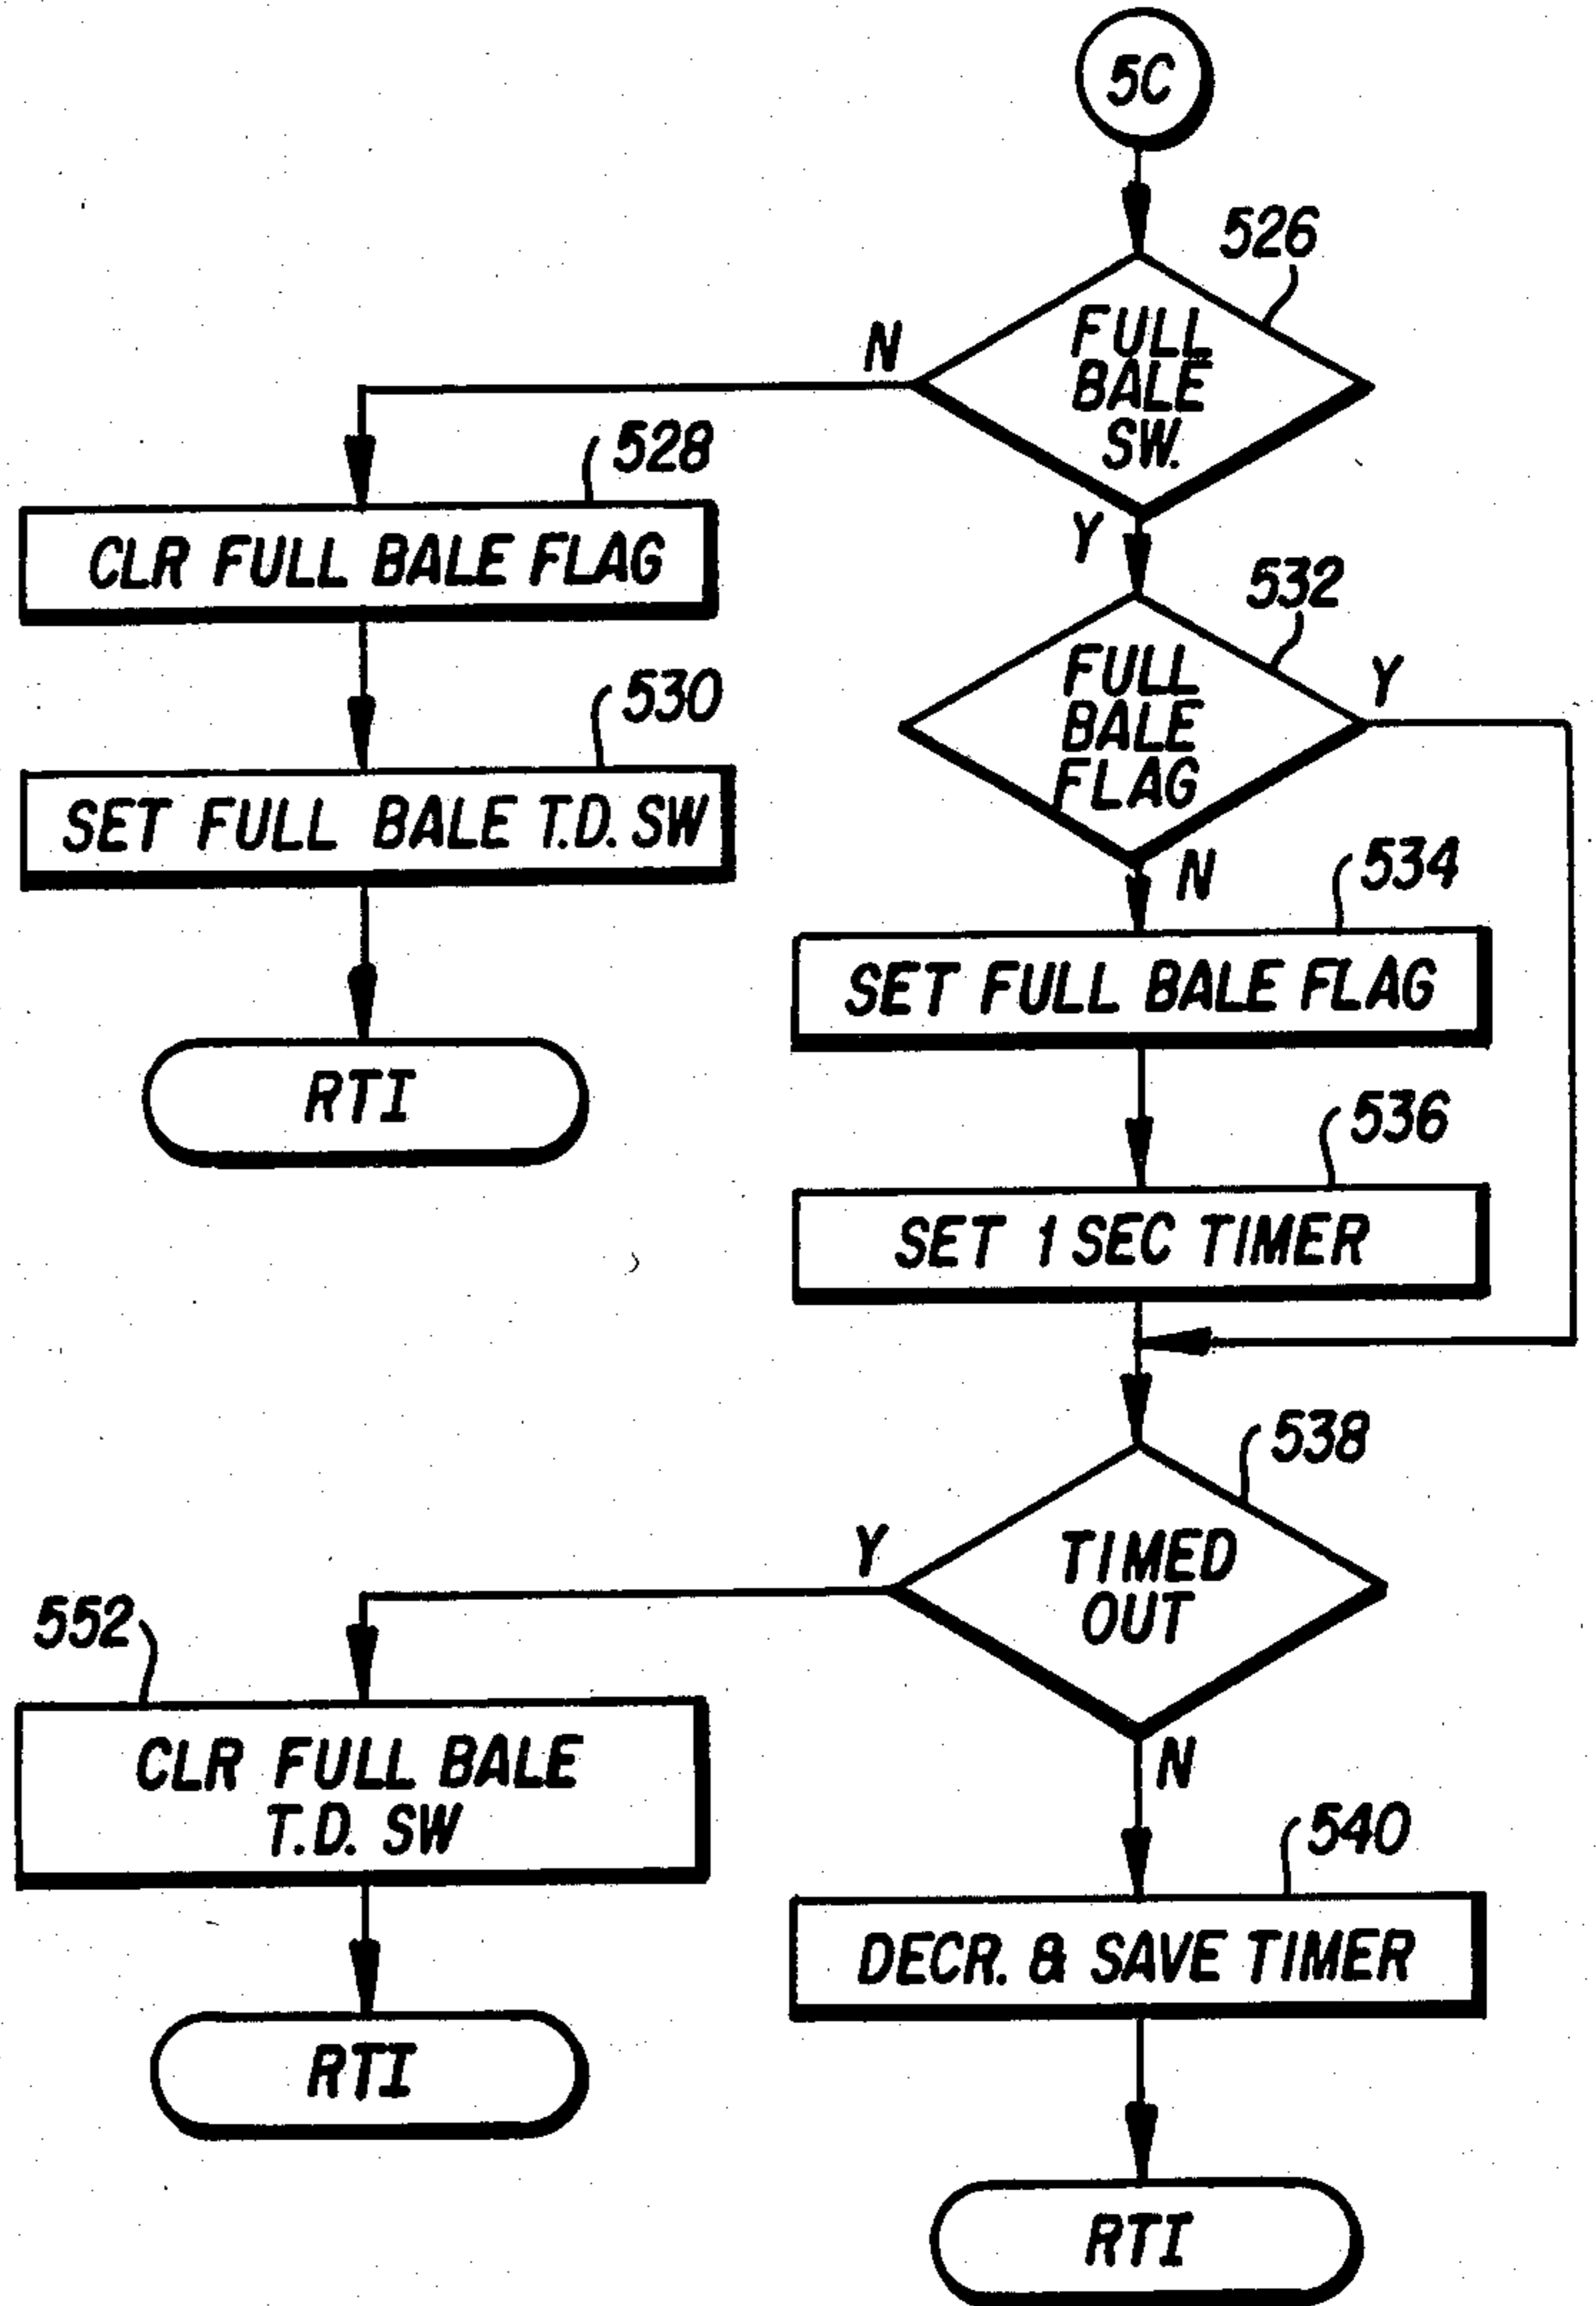 5C
526
FULL
BALE
SW.
N
Y
528
CLR FULL BALE FLAG
530
SET FULL BALE T.D. SW
RTI
532
FULL
BALE
FLAG
Y
N
534
SET FULL BALE FLAG
536
SET 1 SEC TIMER
538
TIMED
OUT
Y
N
552
CLR FULL BALE
T.D. SW
RTI
540
DECR. & SAVE TIMER
RTI